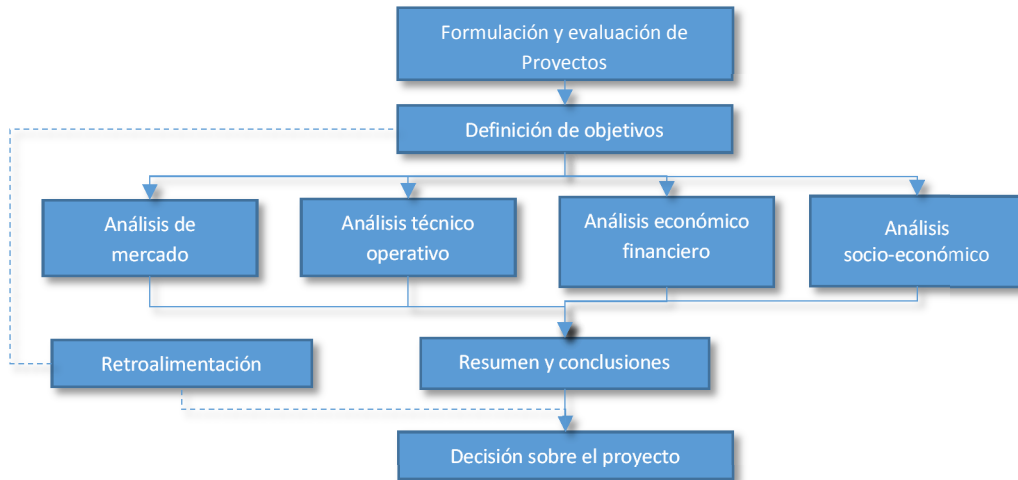 Formulación y evaluación de
Proyectos
Definición de objetivos
Análisis de
mercado
Análisis técnico
operativo
Análisis económico
financiero
Análisis
socio-económico
Retroalimentación
Resumen y conclusiones
Decisión sobre el proyecto